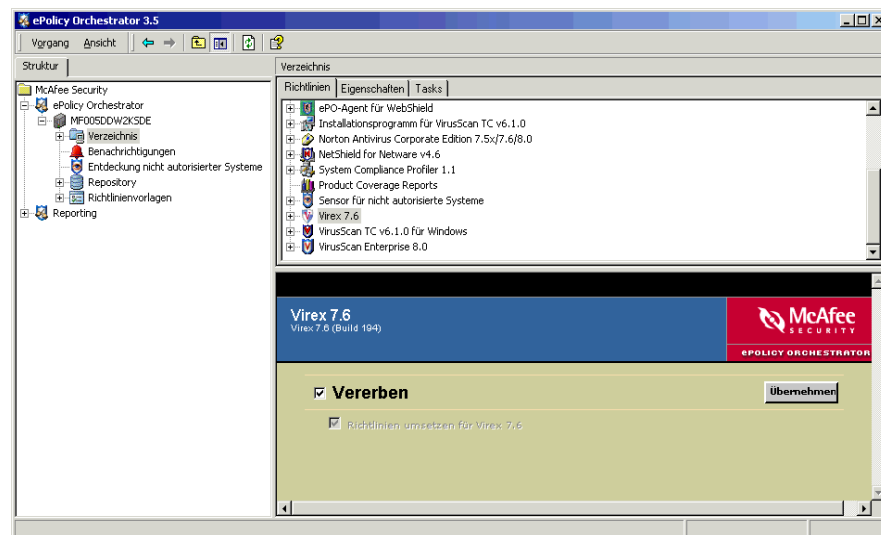 ePolicy Orchestrator 3.5
Vorgang Ansicht
Struktur
Verzeichnis
McAfee Security
ePolicy Orchestrator
MF005DDW2KSDE
Verzeichnis
Benachrichtigungen
Entdeckung nicht autorisierter Systeme
Repository
Richtlinienvorlagen
Reporting
Richtlinien Eigenschaften Tasks
ePO-Agent für WebShield
Installationsprogramm für VirusScan TC v6.1.0
Norton Antivirus Corporate Edition 7.5x/7.6/8.0
NetShield for Netware v4.6
System Compliance Profiler 1.1
Product Coverage Reports
Sensor für nicht autorisierte Systeme
Virex 7.6
VirusScan TC v6.1.0 für Windows
VirusScan Enterprise 8.0
Virex 7.6
Virex 7.6 (Build 194)
McAfee
SECURITY
ePOLICY ORCHESTRATOR
Vererben
Übernehmen
Richtlinien umsetzen für Virex 7.6